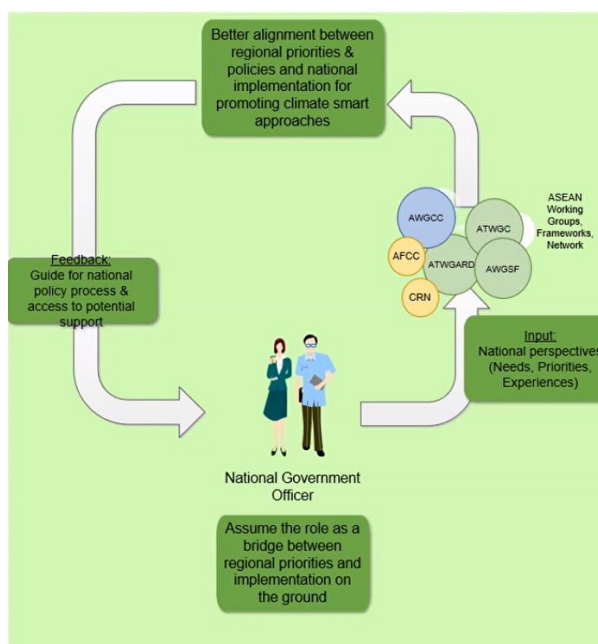 Better alignment between
regional priorities &
policies and national
implementation for
promoting climate smart
approaches
AWGCC
ATWGC
AFCC
ATWGARD
AWGSF
CRN
ASEAN
Working
Groups,
Frameworks,
Network
Feedback:
Guide for national
policy process &
access to potential
support
Input:
National perspectives
(Needs, Priorities,
Experiences)
National Government
Officer
Assume the role as a
bridge between
regional priorities and
implementation on
the ground